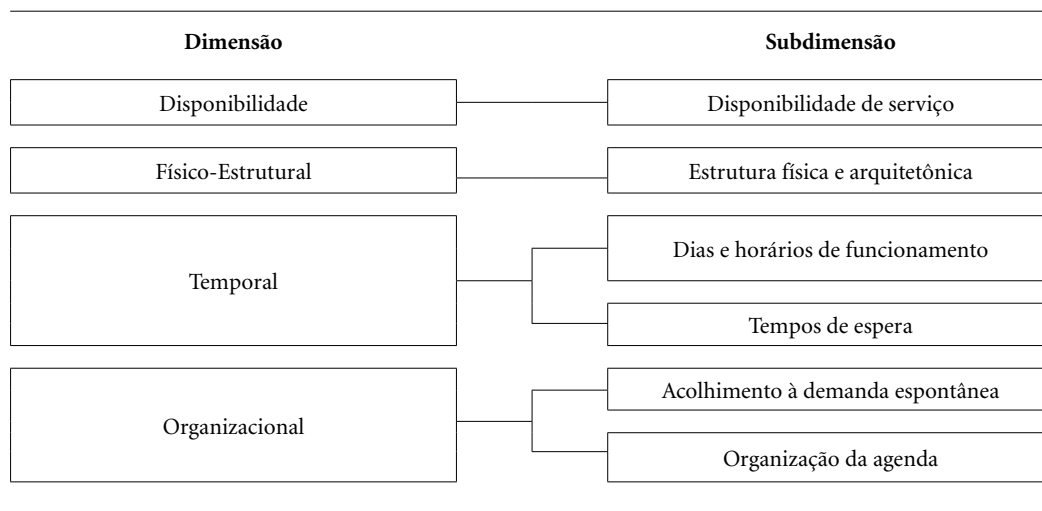 Dimensão
Subdimensão
Disponibilidade
Disponibilidade de serviço
Físico-Estrutural
Estrutura física e arquitetônica
Temporal
Dias e horários de funcionamento
Tempos de espera
Organizacional
Acolhimento à demanda espontânea
Organização da agenda